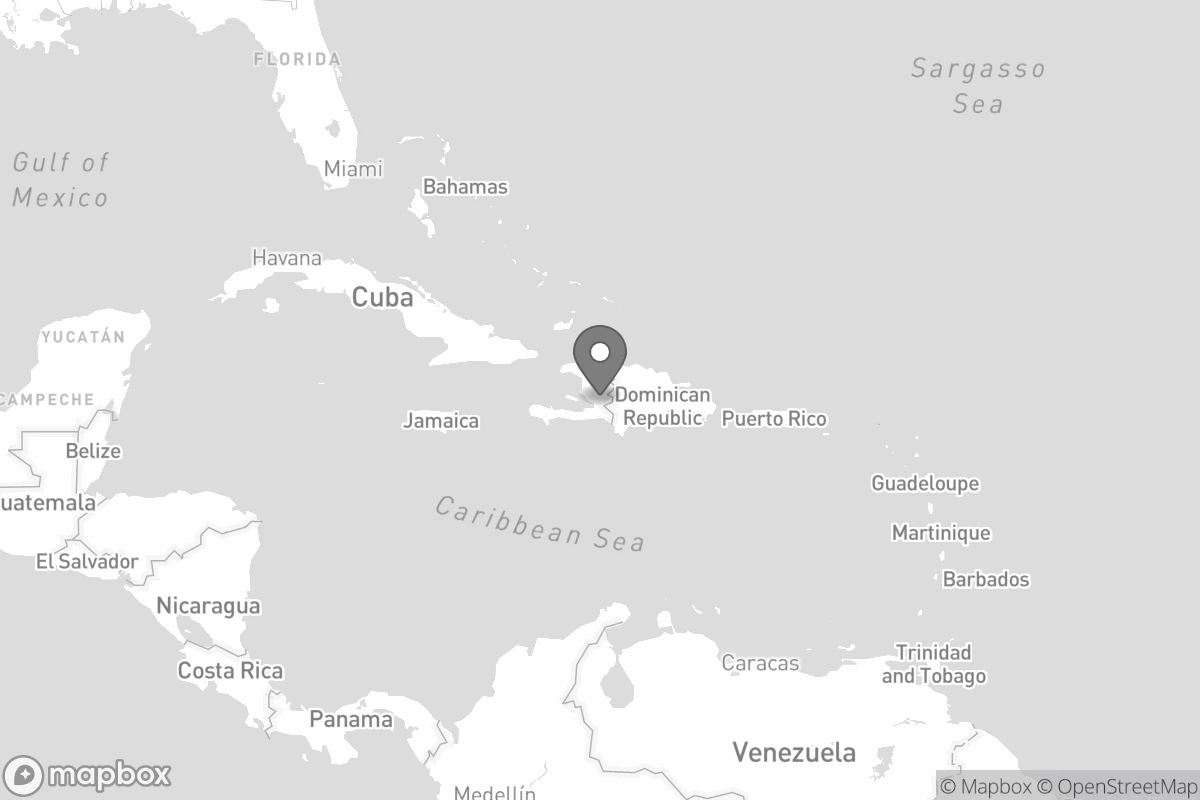 FLORIDA
Sargasso
Sea
Gulf of
Mexico
Miami
Bahamas
Havana
Cuba
YUCATÁN
CAMPECHE
Dominican
Republic
Jamaica
Puerto Rico
Belize
Guadeloupe
uatemala
Caribbean Sea
Martinique
El Salvador
Barbados
Nicaragua
Trinidad
and Tobago
Caracas
Costa Rica
Panama
Venezuela
mapbox
Medellín
© Mapbox © OpenStreetMap